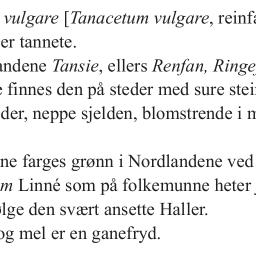 vulgare [Tanacetum vulgare, reinfa
er tannete.
andene Tansie, ellers Renfan, Ringe
e finnes den på steder med sure stei
der, neppe sjelden, blomstrende i m
ne farges grønn i Nordlandene ved
m Linné som på folkemunne heter
lge den svært ansette Haller.
og mel er en ganefryd.